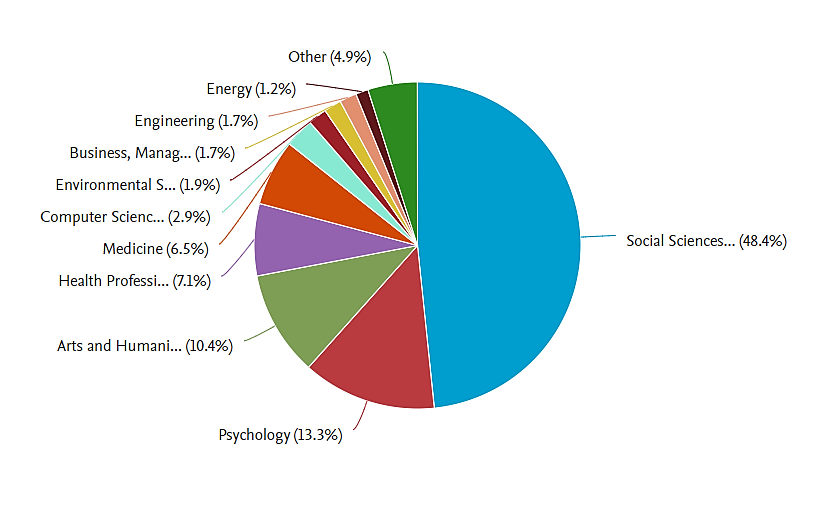 Other (4.9%)
Energy (1.2%)
Engineering (1.7%)
Business, Manag... (1.7%)
Environmental S... (1.9%)
Computer Scienc... (2.9%)
Medicine (6.5%)
Health Professi... (7.1%)
Arts and Humani... (10.4%)
Psychology (13.3%)
Social Sciences... (48.4%)